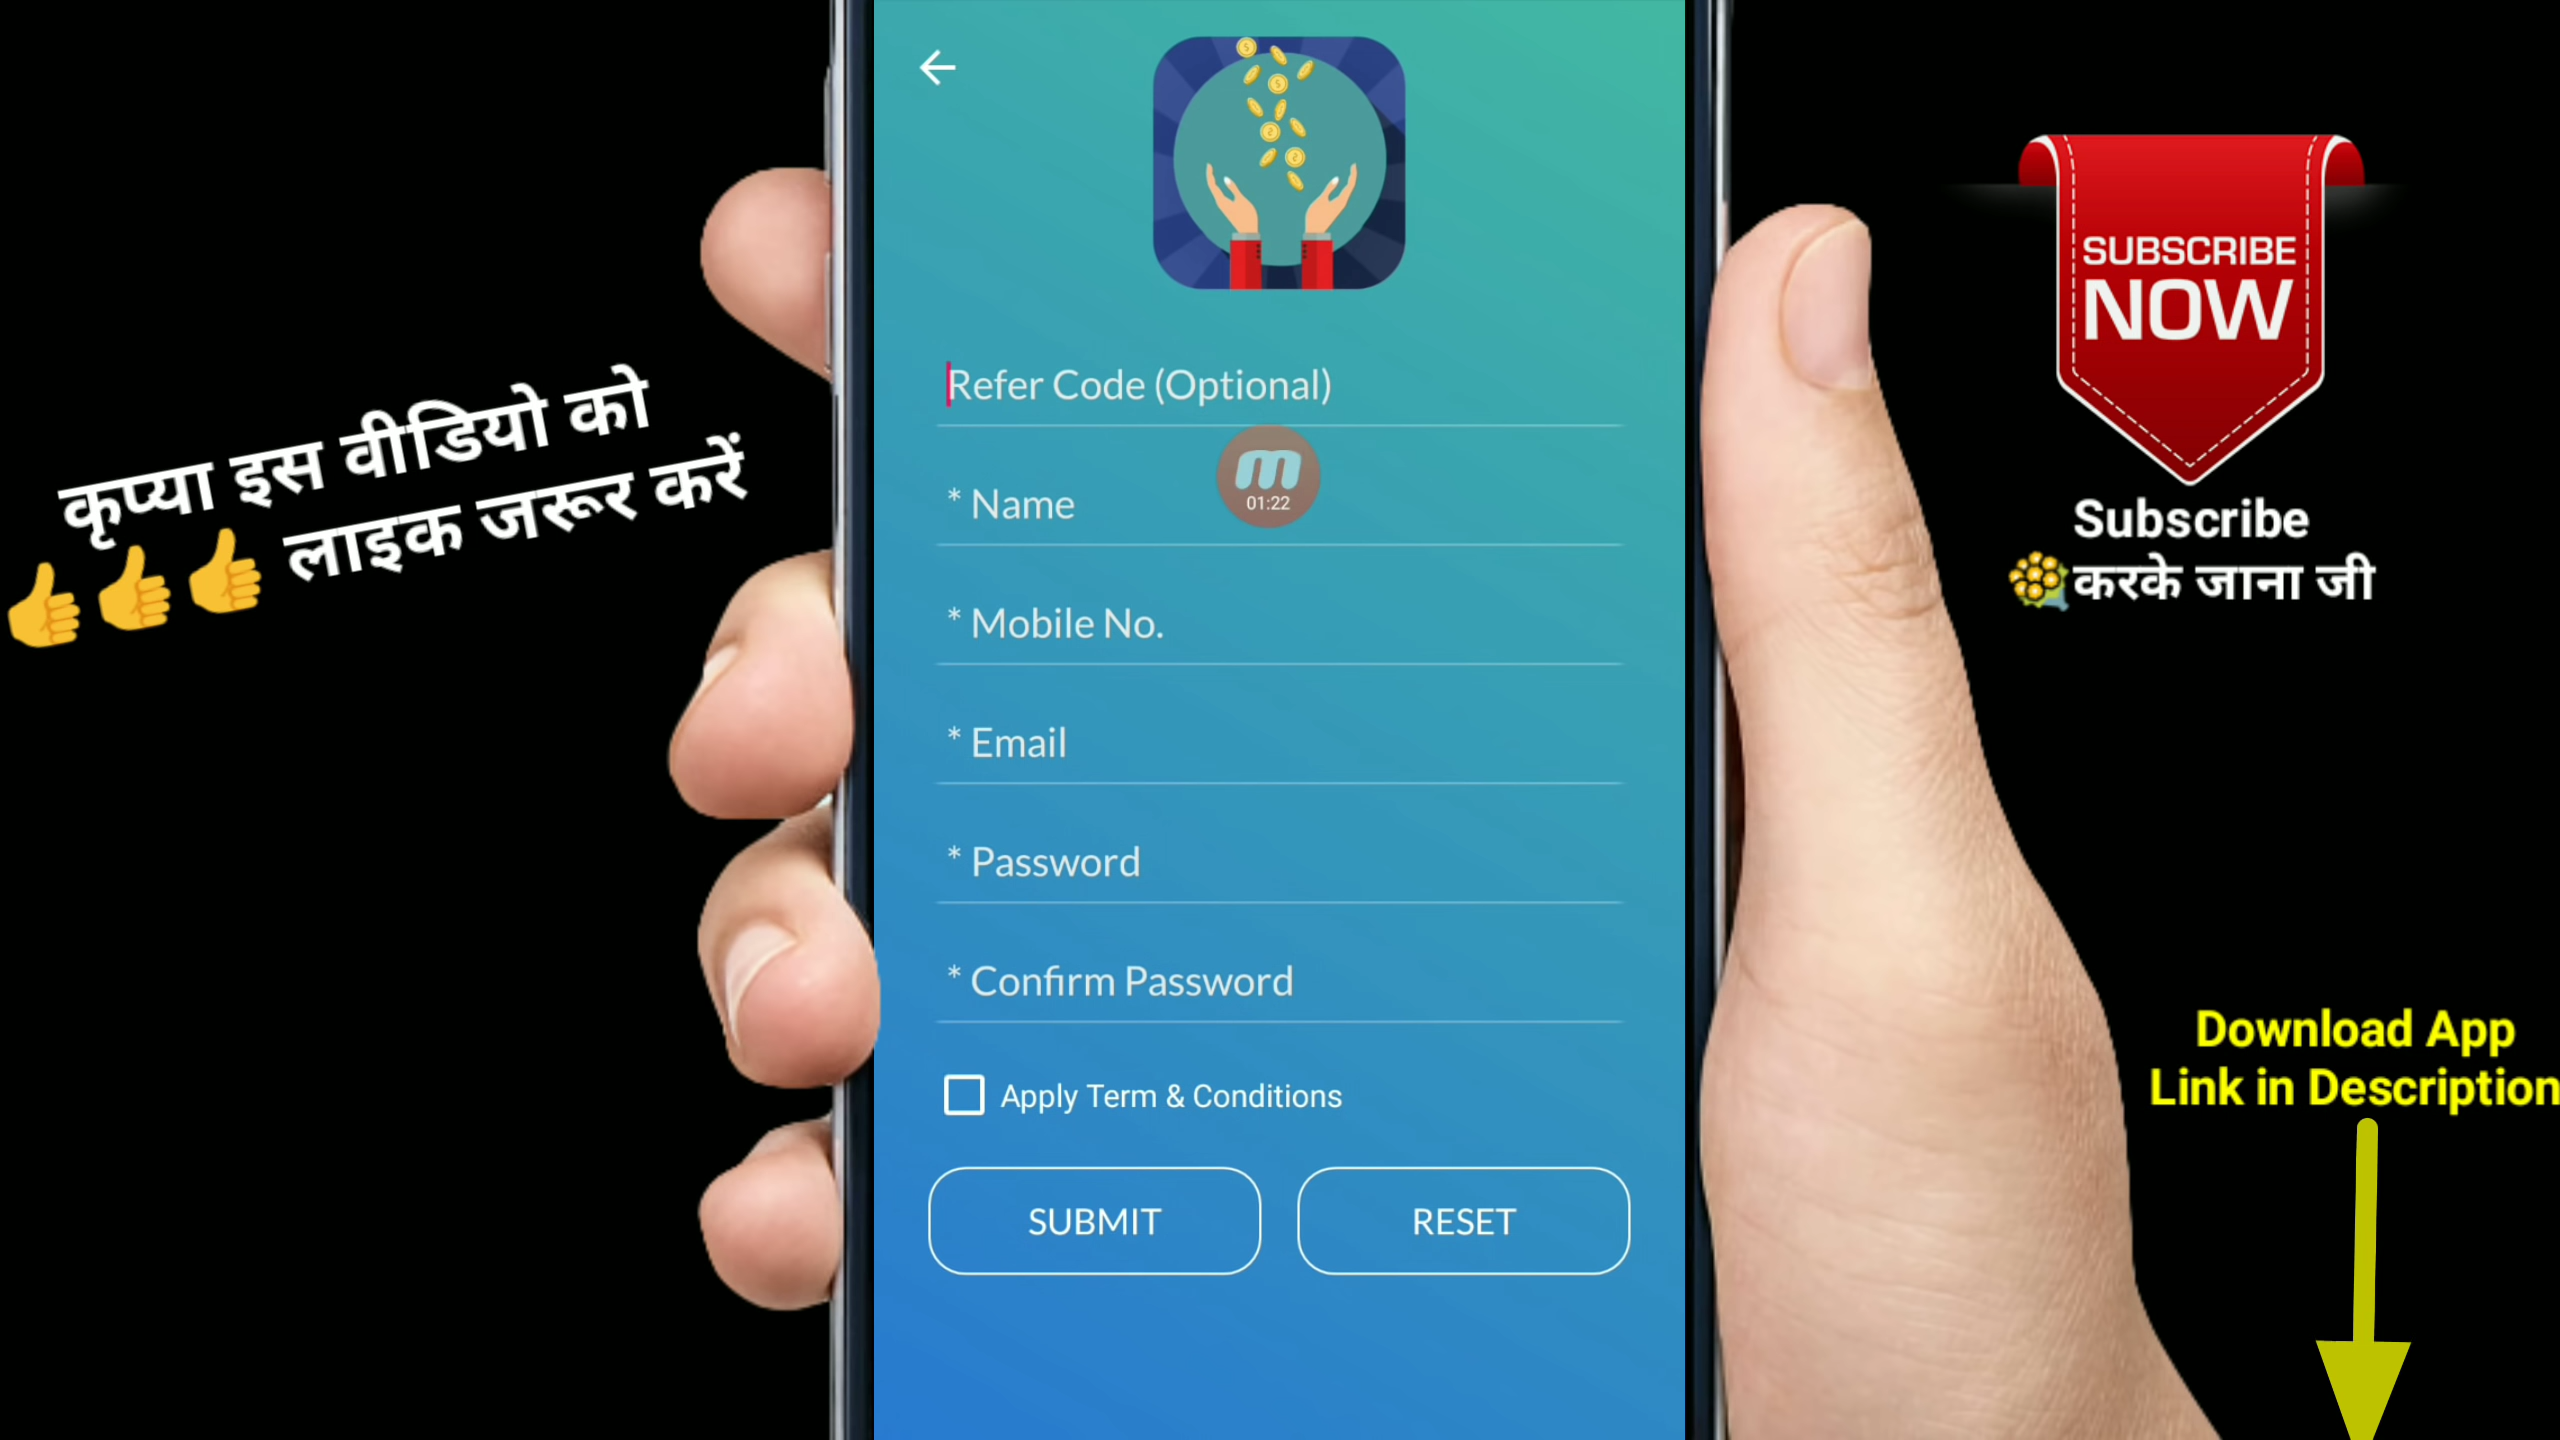 कृप्या इस वीडियो को
👍👍👍 लाइक जरूर करें
Refer Code (Optional)
* Name
m
01:22
* Mobile No.
* Email
* Password
* Confirm Password
Apply Term & Conditions
SUBMIT
RESET
SUBSCRIBE
NOW
Subscribe
करके जाना जी
Download App
Link in Description